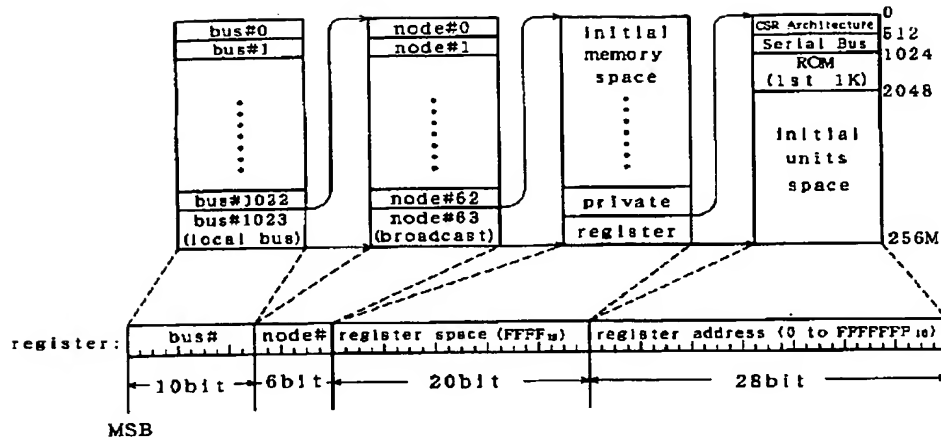 bus#0
bus#1
bus#1022
bus#1023
(local bus)
node#0
node#1
node#62
node#63
(broadcast)
initial
memory
space
private
register
CSR Architecture
Serial Bus
ROM
(1st 1K)
initial
units
space
0
512
1024
2048
256M
register:
bus#
node#
register space (FFFF₁₆)
register address (0 to FFFFFFF₁₆)
10bit
6bit
20bit
28bit
MSB